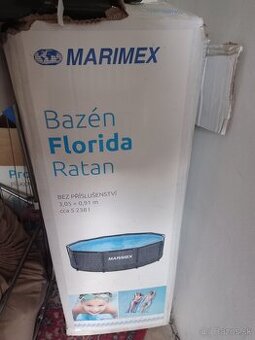 MARIMEX
Bazén
Florida
Ratan
BEZ PŘÍSLUŠENSTVÍ
3,05 × 0,91 m
MARIMEX